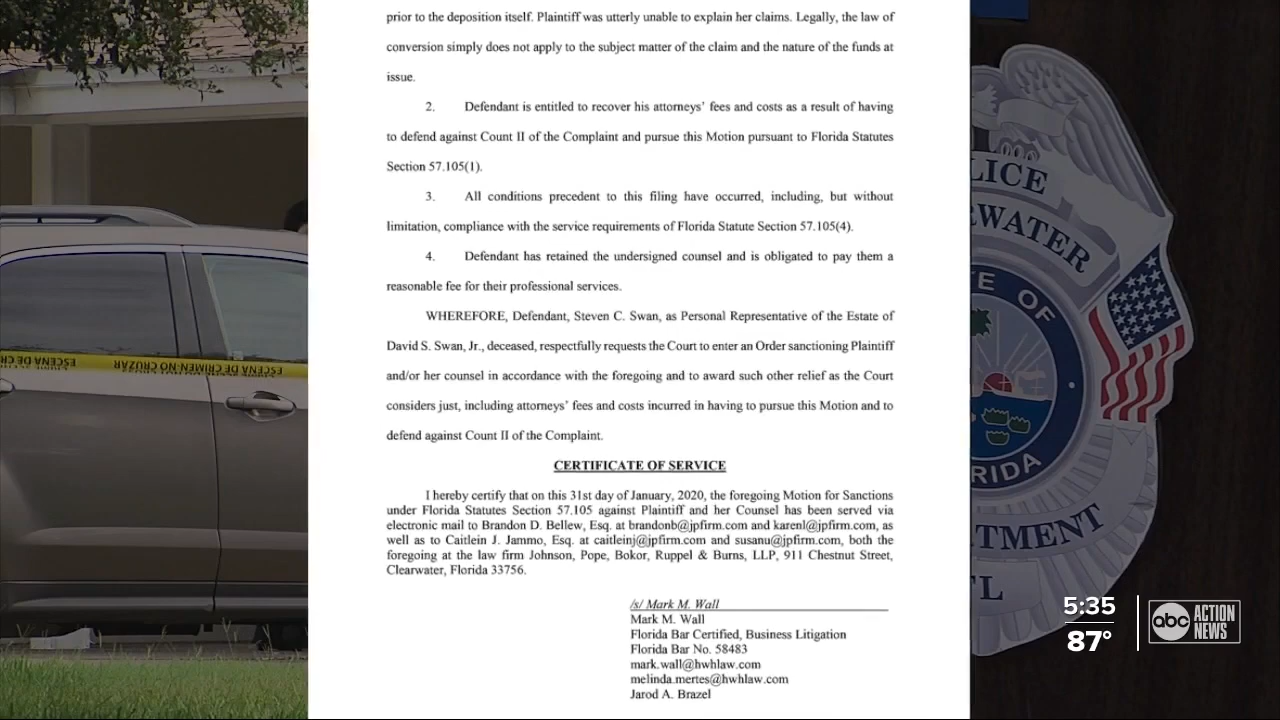 prior to the deposition itself. Plaintiff was utterly unable to explain her claims. Legally, the law of
conversion simply does not apply to the subject matter of the claim and the nature of the funds at
issue.
2. Defendant is entitled to recover his attorneys' fees and costs as a result of having
to defend against Count II of the Complaint and pursue this Motion pursuant to Florida Statutes
Section 57.105(1).
3. All conditions precedent to this filing have occurred, including, but without
limitation, compliance with the service requirements of Florida Statute Section 57.105(4).
4. Defendant has retained the undersigned counsel and is obligated to pay them a
reasonable fee for their professional services.
WHEREFORE, Defendant, Steven C. Swan, as Personal Representative of the Estate of
David S. Swan, Jr., deceased, respectfully requests the Court to enter an Order sanctioning Plaintiff
and/or her counsel in accordance with the foregoing and to award such other relief as the Court
considers just, including attorneys' fees and costs incurred in having to pursue this Motion and to
defend against Count II of the Complaint.
CERTIFICATE OF SERVICE
I hereby certify that on this 31st day of January, 2020, the foregoing Motion for Sanctions
under Florida Statutes Section 57.105 against Plaintiff and her Counsel has been served via
electronic mail to Brandon D. Bellew, Esq. at brandonb@jpfirm.com and karenl@jpfirm.com, as
well as to Caitlein J. Jammo, Esq. at caitleinj@jpfirm.com and susanu@jpfirm.com, both the
foregoing at the law firm Johnson, Pope, Bokor, Ruppel & Burns, LLP, 911 Chestnut Street,
Clearwater, Florida 33756.
/s/ Mark M. Wall
Mark M. Wall
Florida Bar Certified, Business Litigation
Florida Bar No. 58483
mark.wall@hwhlaw.com
melinda.mertes@hwhlaw.com
Jarod A. Brazel
ESCENA DE CRIMEN-NO CRUZAR
ESCENA DE CR
LICE
RWATER
E OF
RIDA
TMENT
FL
5:35
87°
abc
ACTION
NEWS